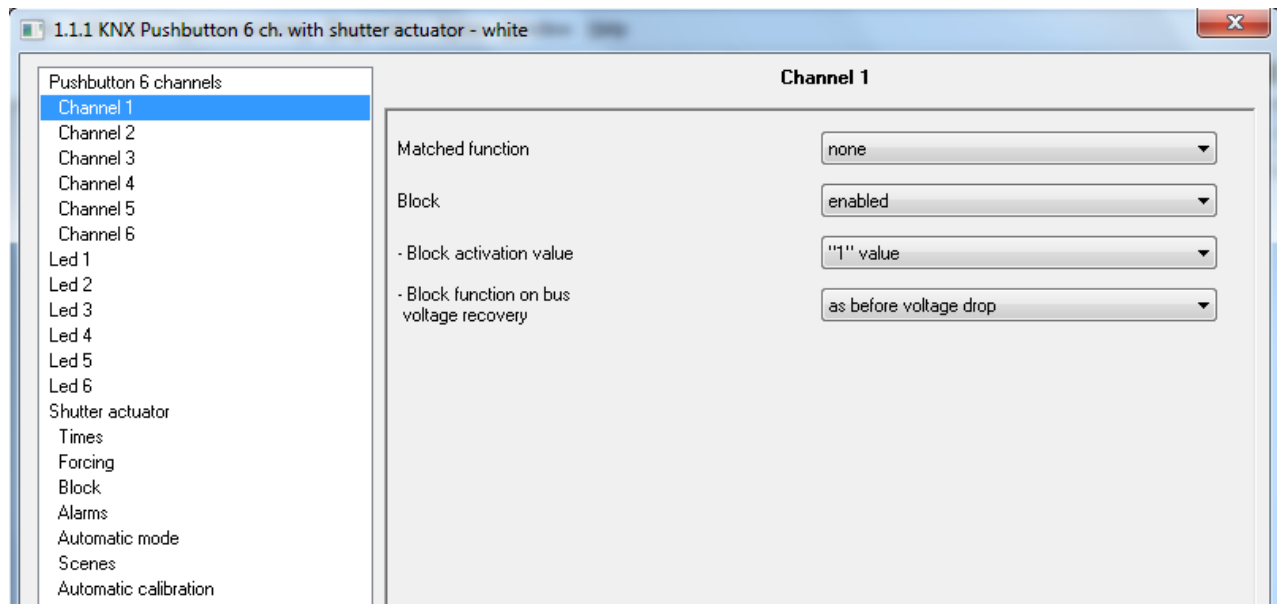 1.1.1 KNX Pushbutton 6 ch. with shutter actuator - white
Pushbutton 6 channels
Channel 1
Channel 2
Channel 3
Channel 4
Channel 5
Channel 6
Led 1
Led 2
Led 3
Led 4
Led 5
Led 6
Shutter actuator
Times
Forcing
Block
Alarms
Automatic mode
Scenes
Automatic calibration
Channel 1
Matched function
none
Block
enabled
- Block activation value
"1" value
- Block function on bus
voltage recovery
as before voltage drop